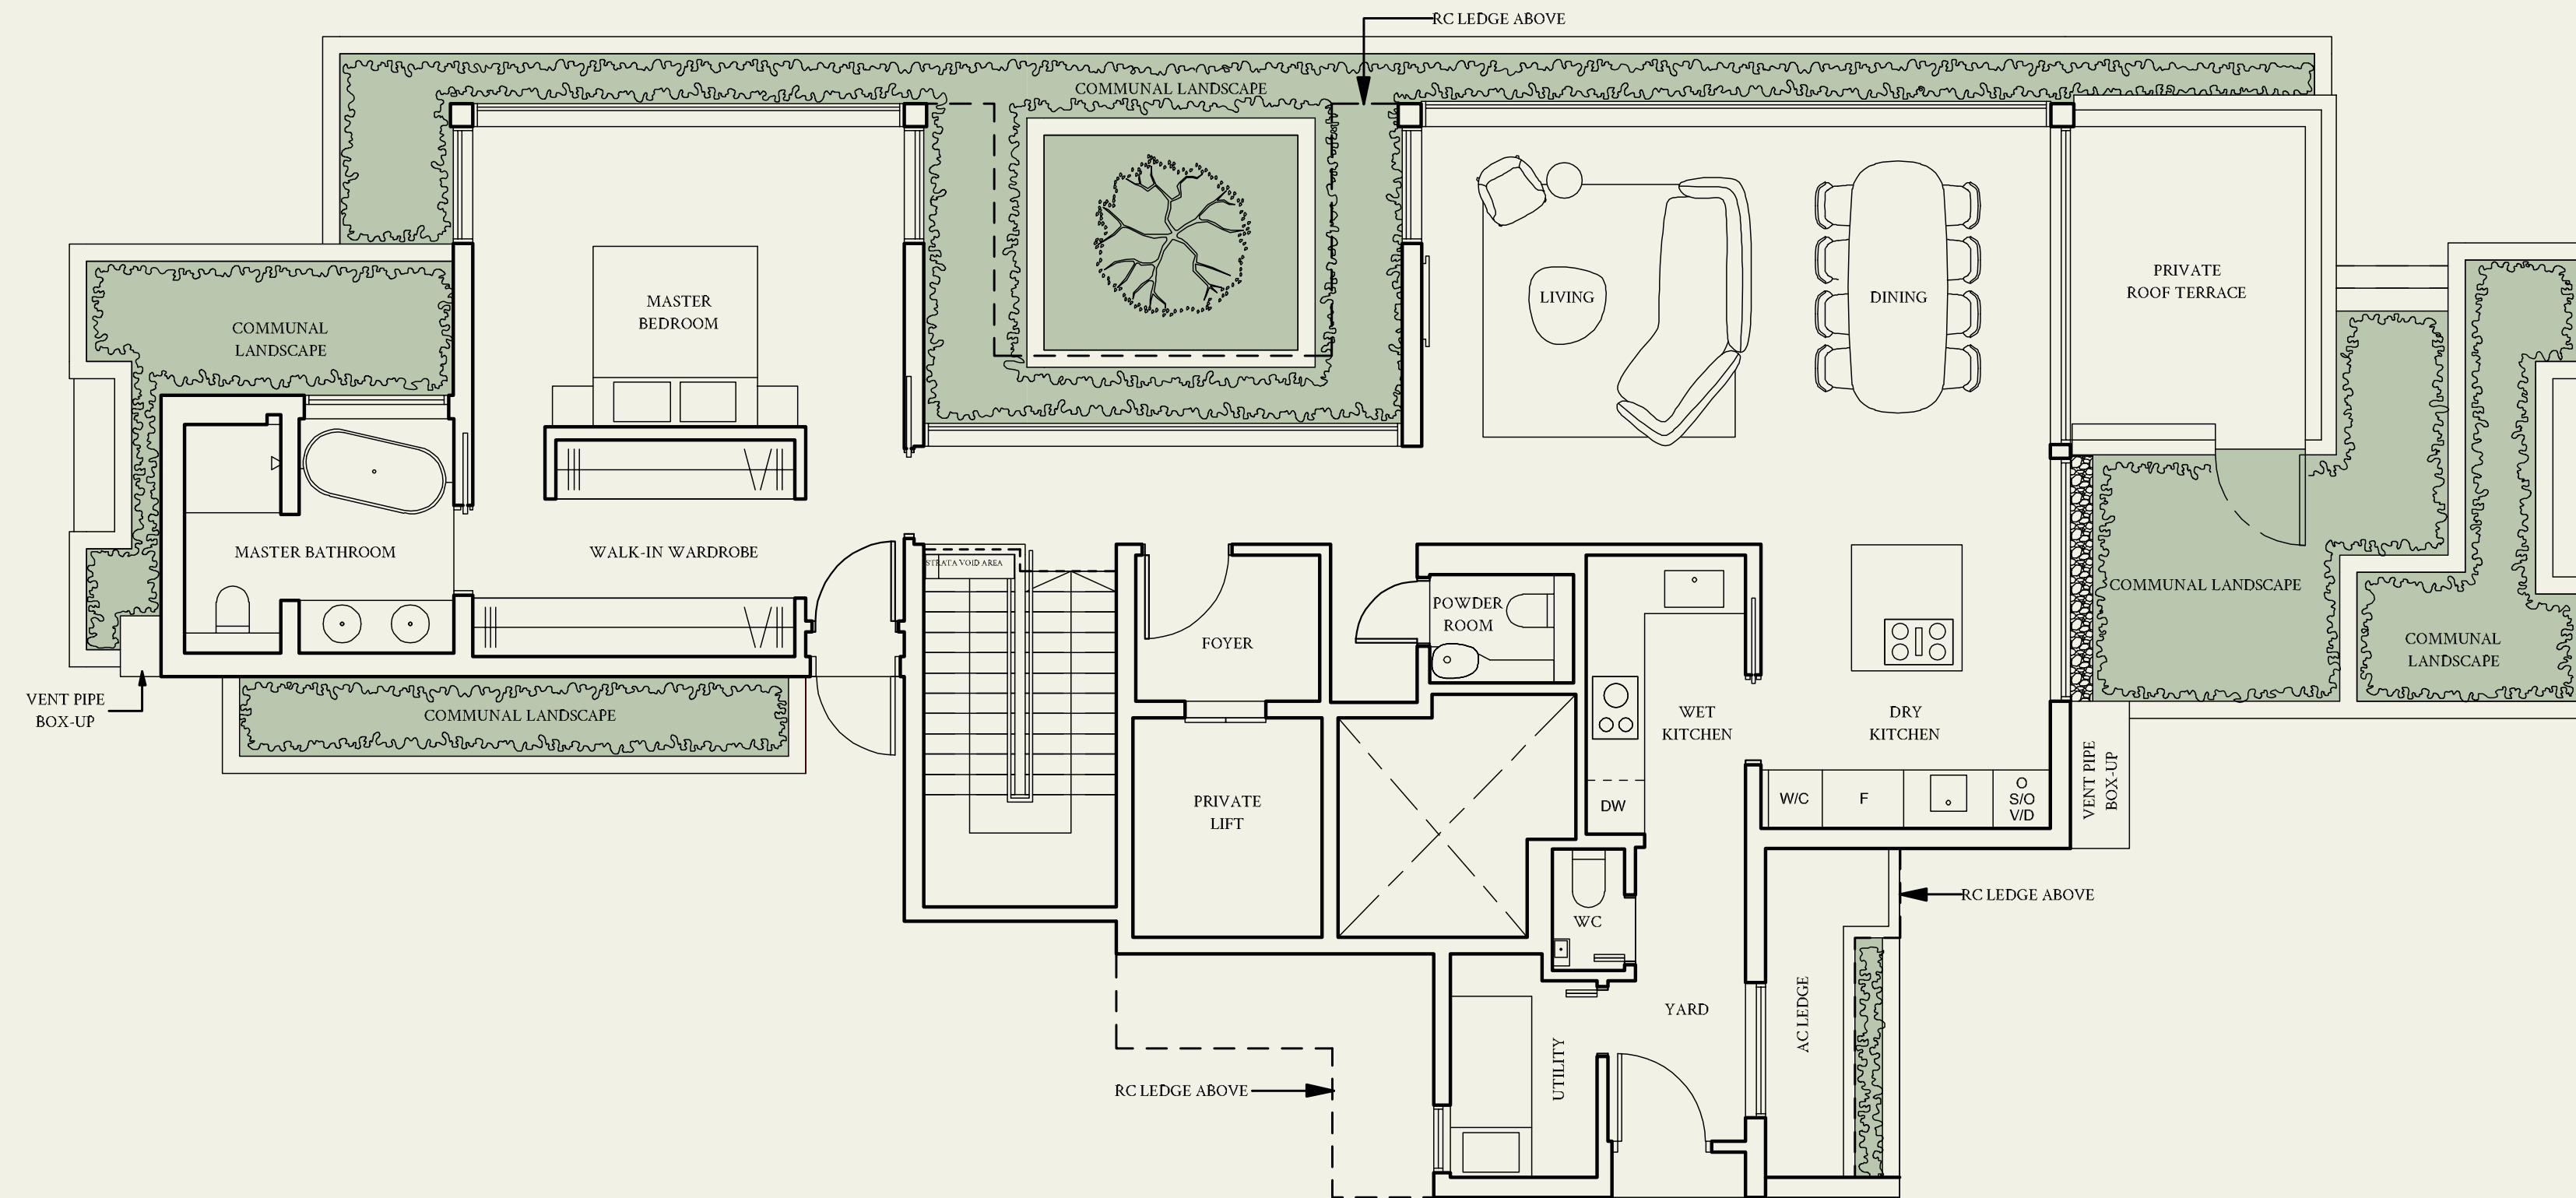 RC LEDGE ABOVE
COMMUNAL LANDSCAPE
MASTER
BEDROOM
LIVING
DINING
PRIVATE
ROOF TERRACE
COMMUNAL
LANDSCAPE
MASTER BATHROOM
WALK-IN WARDROBE
STRATA VOID AREA
FOYER
POWDER
ROOM
COMMUNAL LANDSCAPE
COMMUNAL
LANDSCAPE
VENT PIPE
BOX-UP
COMMUNAL LANDSCAPE
WET
KITCHEN
DRY
KITCHEN
VENT PIPE
BOX-UP
PRIVATE
LIFT
DW
W/C
F
O
S/O
V/D
WC
RC LEDGE ABOVE
YARD
AC LEDGE
UTILITY
RC LEDGE ABOVE